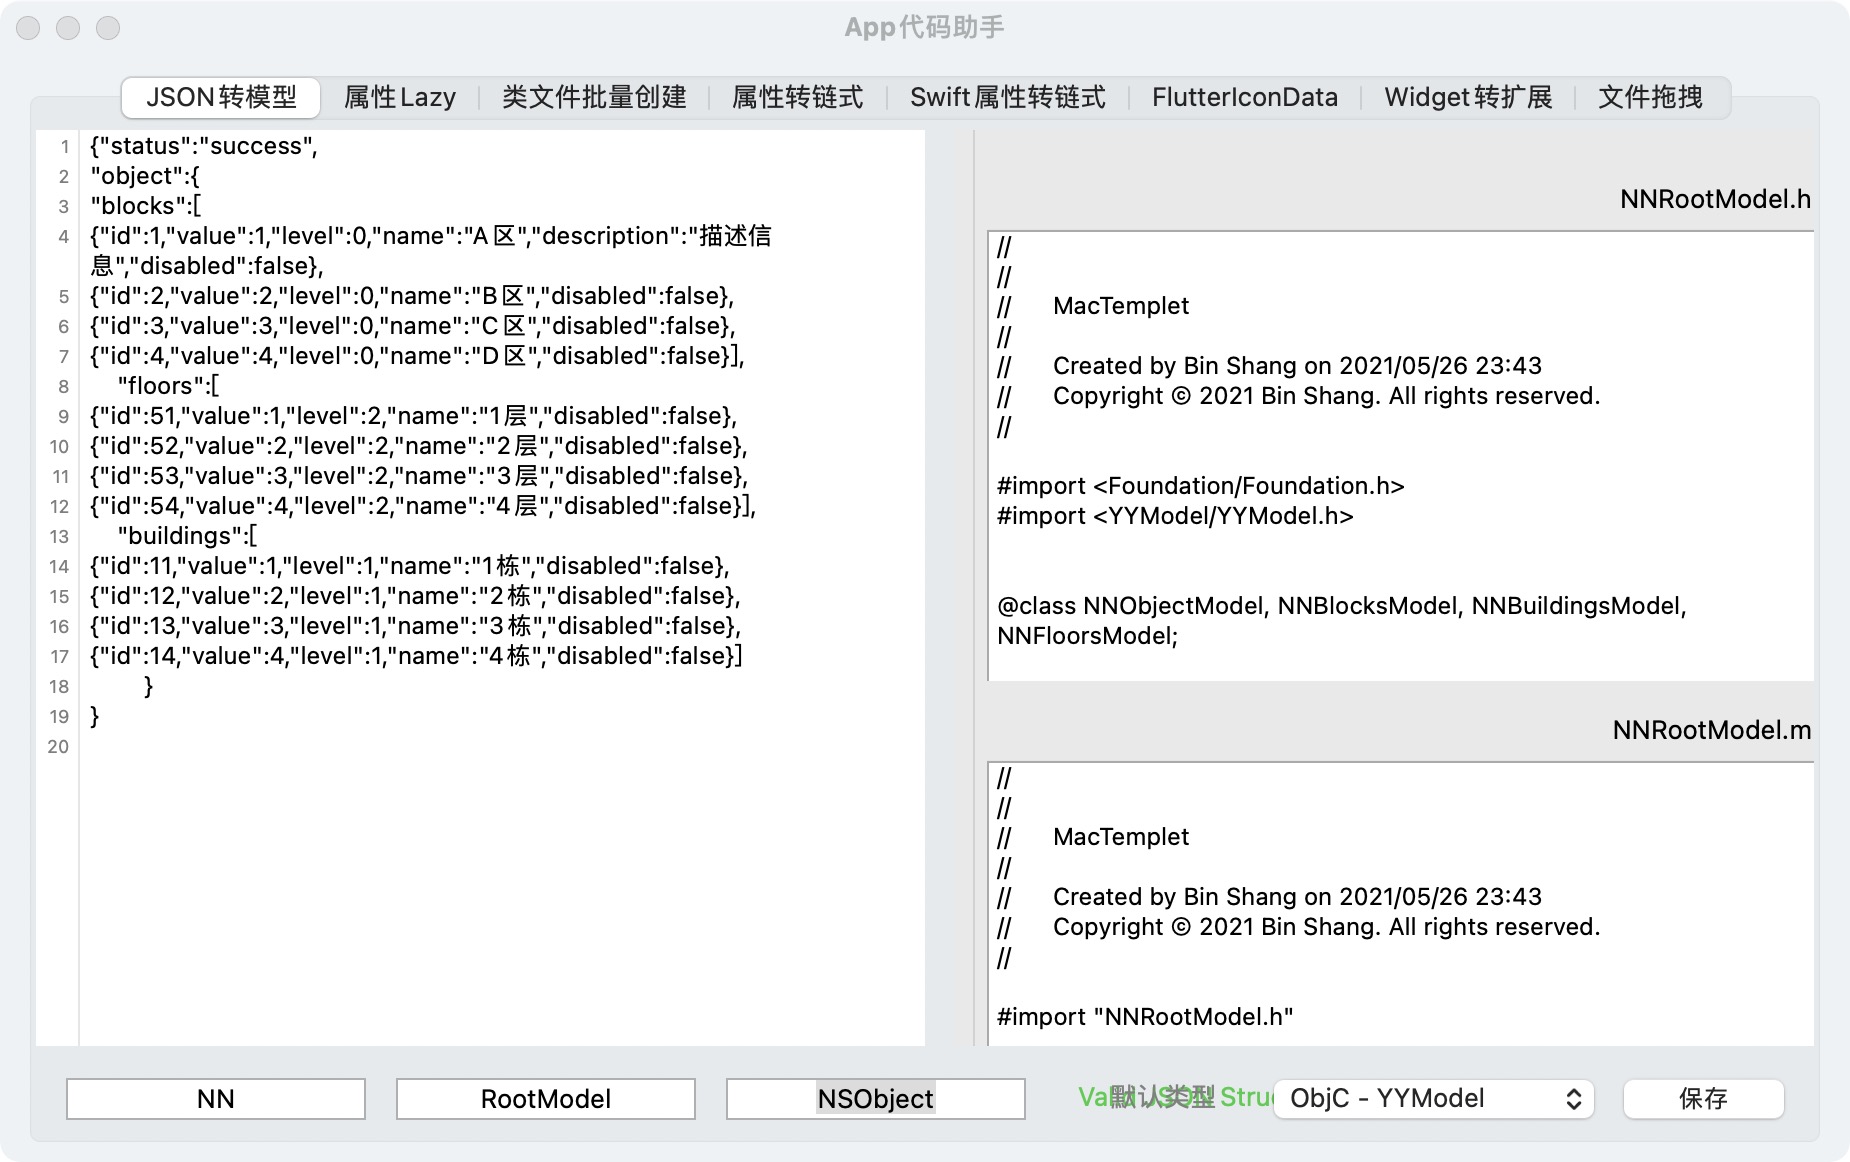 App代码助手
JSON转模型
属性Lazy
类文件批量创建
属性转链式
Swift属性转链式
FlutterIconData
Widget转扩展
文件拖拽
1 {"status":"success",
2 "object":{
3 "blocks":[
4 {"id":1,"value":1,"level":0,"name":"A区","description":"描述信
息","disabled":false},
5 {"id":2,"value":2,"level":0,"name":"B区","disabled":false},
6 {"id":3,"value":3,"level":0,"name":"C区","disabled":false},
7 {"id":4,"value":4,"level":0,"name":"D区","disabled":false}],
8 "floors":[
9 {"id":51,"value":1,"level":2,"name":"1层","disabled":false},
10 {"id":52,"value":2,"level":2,"name":"2层","disabled":false},
11 {"id":53,"value":3,"level":2,"name":"3层","disabled":false},
12 {"id":54,"value":4,"level":2,"name":"4层","disabled":false}],
13 "buildings":[
14 {"id":11,"value":1,"level":1,"name":"1栋","disabled":false},
15 {"id":12,"value":2,"level":1,"name":"2栋","disabled":false},
16 {"id":13,"value":3,"level":1,"name":"3栋","disabled":false},
17 {"id":14,"value":4,"level":1,"name":"4栋","disabled":false}]
18 }
19 }
20
NNRootModel.h
//
//
// MacTemplet
//
// Created by Bin Shang on 2021/05/26 23:43
// Copyright © 2021 Bin Shang. All rights reserved.
//
#import <Foundation/Foundation.h>
#import <YYModel/YYModel.h>
@class NNObjectModel, NNBlocksModel, NNBuildingsModel,
NNFloorsModel;
NNRootModel.m
//
//
// MacTemplet
//
// Created by Bin Shang on 2021/05/26 23:43
// Copyright © 2021 Bin Shang. All rights reserved.
//
#import "NNRootModel.h"
NN
RootModel
NSObject
默认类型
ObjC - YYModel
保存